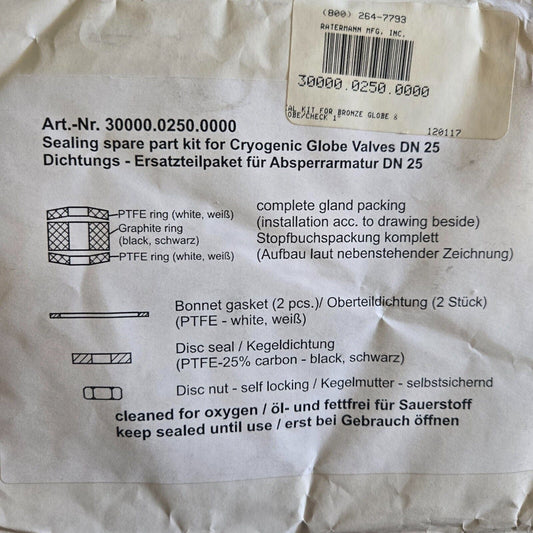 (800) 264-7793
RATERMANN MFG, INC.
30000.0250.0000
KIT FOR BRONZE GLOBE &
OBE/CHECK 1"
120117
Art.-Nr. 30000.0250.0000
Sealing spare part kit for Cryogenic Globe Valves DN 25
Dichtungs - Ersatzteilpaket für Absperrarmatur DN 25
PTFE ring (white, weiß)
Graphite ring
(black, schwarz)
PTFE ring (white, weiß)
complete gland packing
(installation acc. to drawing beside)
Stopfbuchspackung komplett
(Aufbau laut nebenstehender Zeichnung)
Bonnet gasket (2 pcs.)/ Oberteildichtung (2 Stück)
(PTFE - white, weiß)
Disc seal / Kegeldichtung
(PTFE-25% carbon - black, schwarz)
Disc nut - self locking / Kegelmutter - selbstsichernd
cleaned for oxygen / öl- und fettfrei für Sauerstoff
keep sealed until use / erst bei Gebrauch öffnen